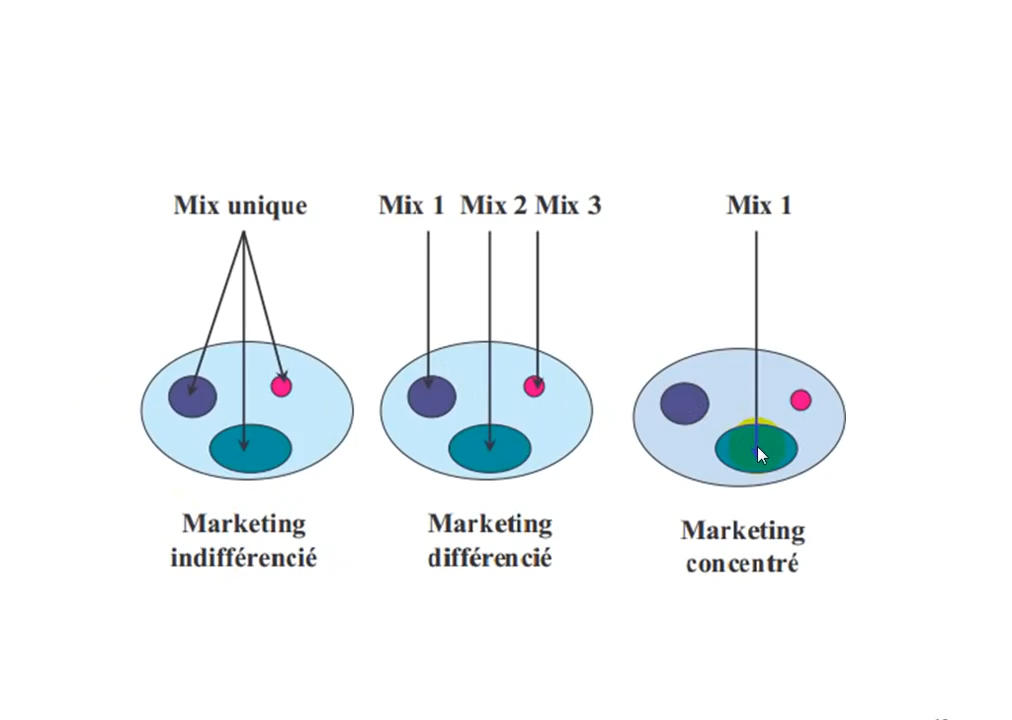 Mix unique
Mix 1 Mix 2 Mix 3
Mix 1
Marketing
indifférencié
Marketing
différencié
Marketing
concentré